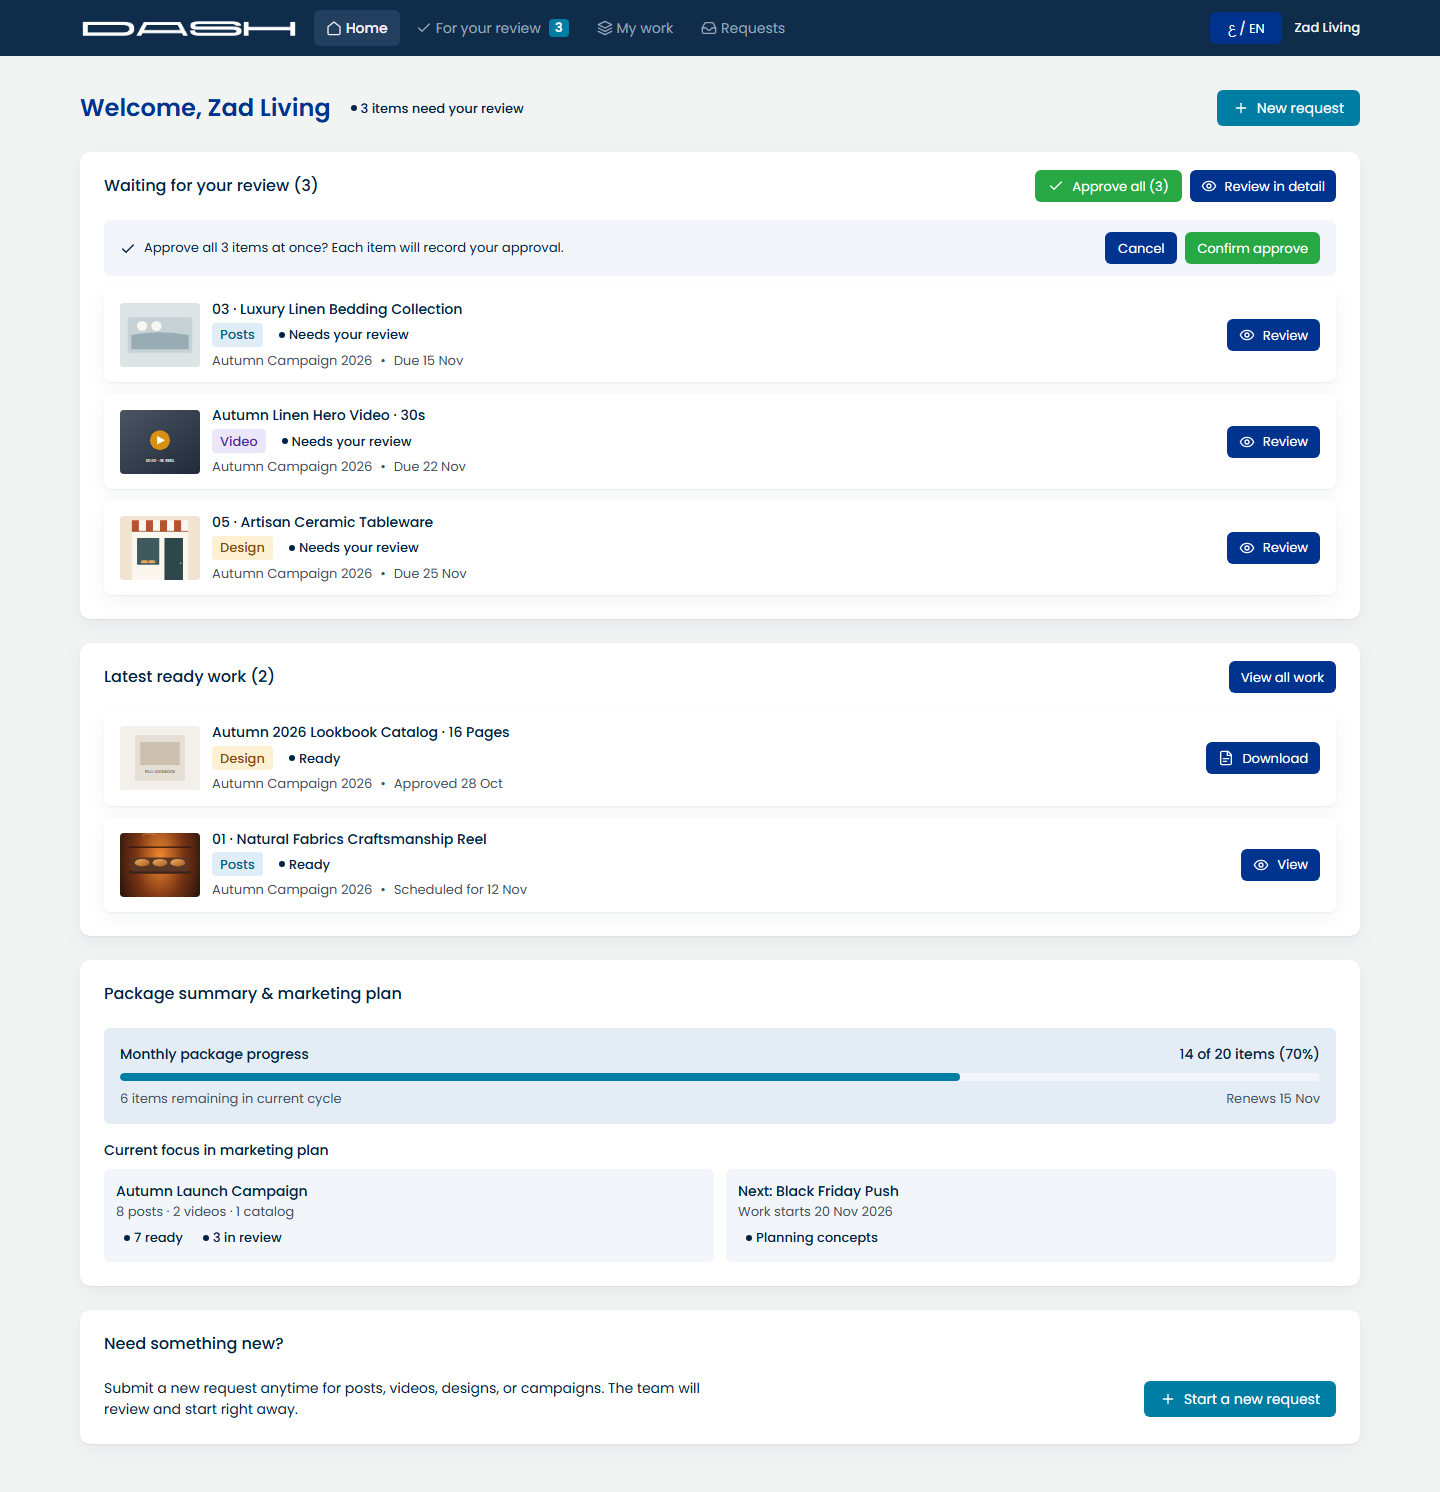 DASH
Home
For your review 3
My work
Requests
ع / EN
Zad Living
Welcome, Zad Living
3 items need your review
+ New request
Waiting for your review (3)
Approve all (3)
Review in detail
Approve all 3 items at once? Each item will record your approval.
Cancel
Confirm approve
03 · Luxury Linen Bedding Collection
Posts
Needs your review
Autumn Campaign 2026 • Due 15 Nov
Review
Autumn Linen Hero Video · 30s
Video
Needs your review
Autumn Campaign 2026 • Due 22 Nov
Review
05 · Artisan Ceramic Tableware
Design
Needs your review
Autumn Campaign 2026 • Due 25 Nov
Review
Latest ready work (2)
View all work
Autumn 2026 Lookbook Catalog · 16 Pages
Design
Ready
Autumn Campaign 2026 • Approved 28 Oct
Download
01 · Natural Fabrics Craftsmanship Reel
Posts
Ready
Autumn Campaign 2026 • Scheduled for 12 Nov
View
Package summary & marketing plan
Monthly package progress
14 of 20 items (70%)
6 items remaining in current cycle
Renews 15 Nov
Current focus in marketing plan
Autumn Launch Campaign
8 posts · 2 videos · 1 catalog
7 ready
3 in review
Next: Black Friday Push
Work starts 20 Nov 2026
Planning concepts
Need something new?
Submit a new request anytime for posts, videos, designs, or campaigns. The team will
review and start right away.
+ Start a new request